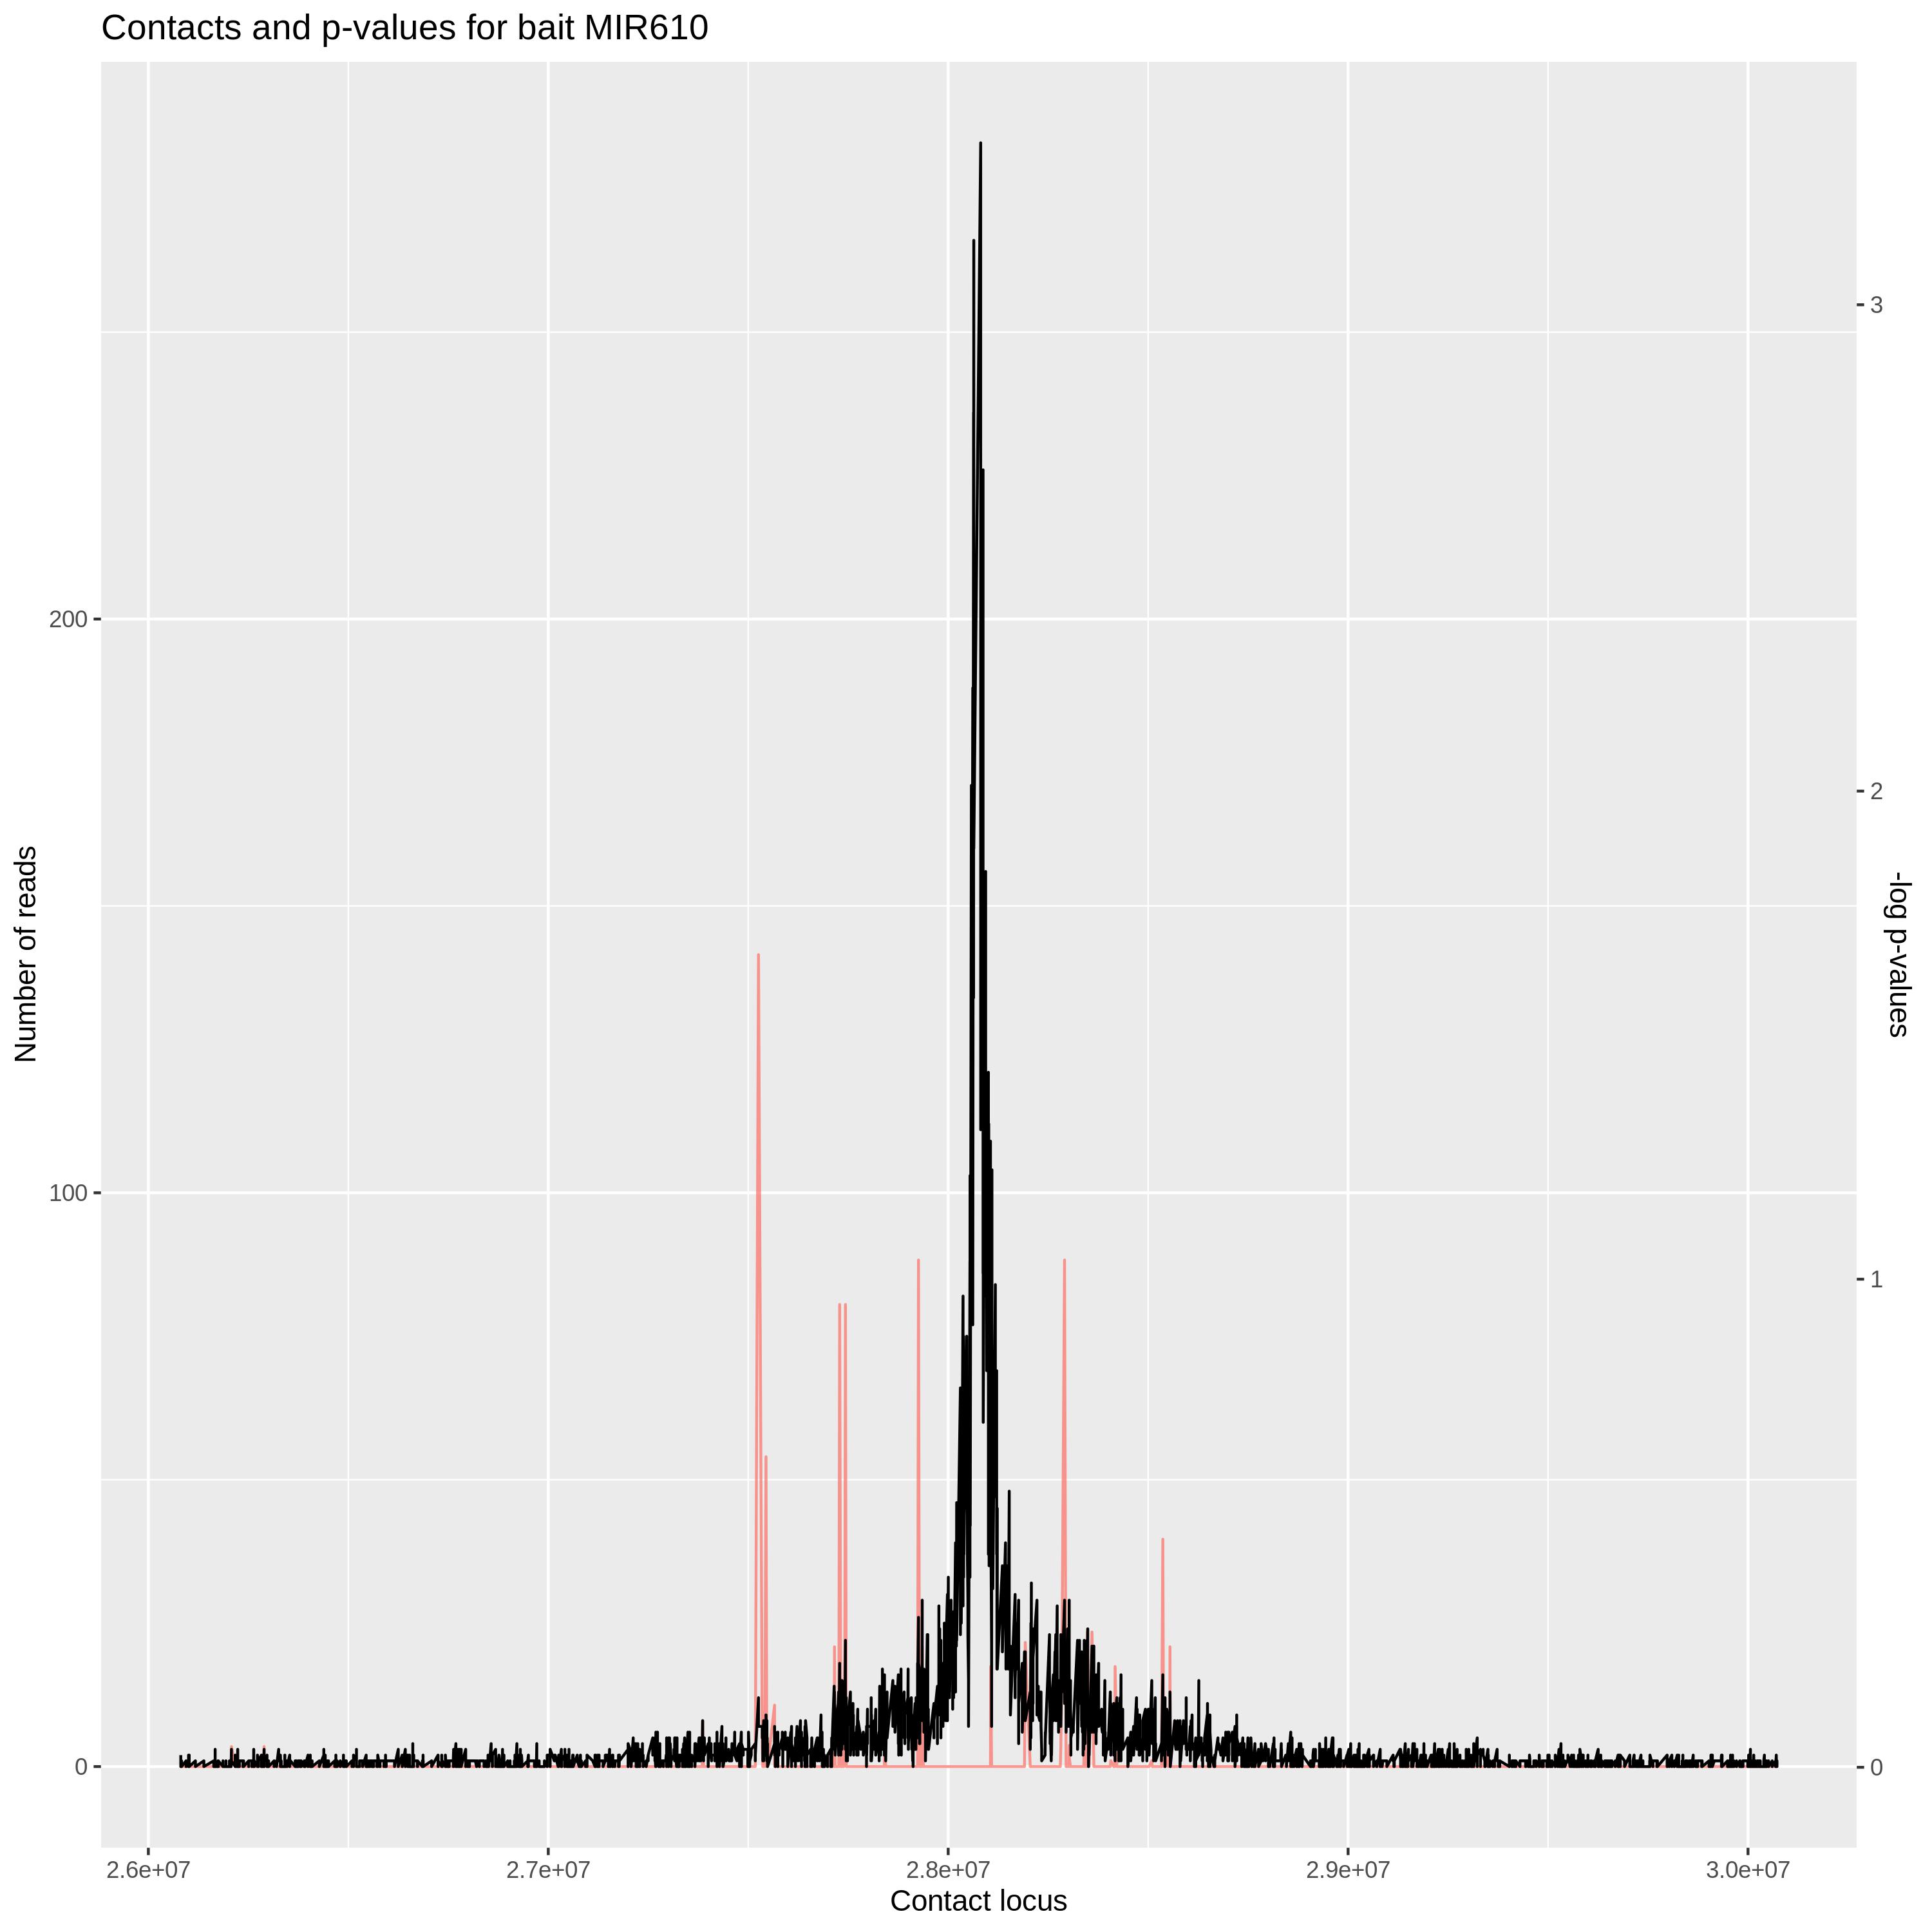 Contacts and p-values for bait MIR610
Number of reads
200
100
0
3
2
1
0
-log p-values
2.6e+07
2.7e+07
2.8e+07
2.9e+07
3.0e+07
Contact locus